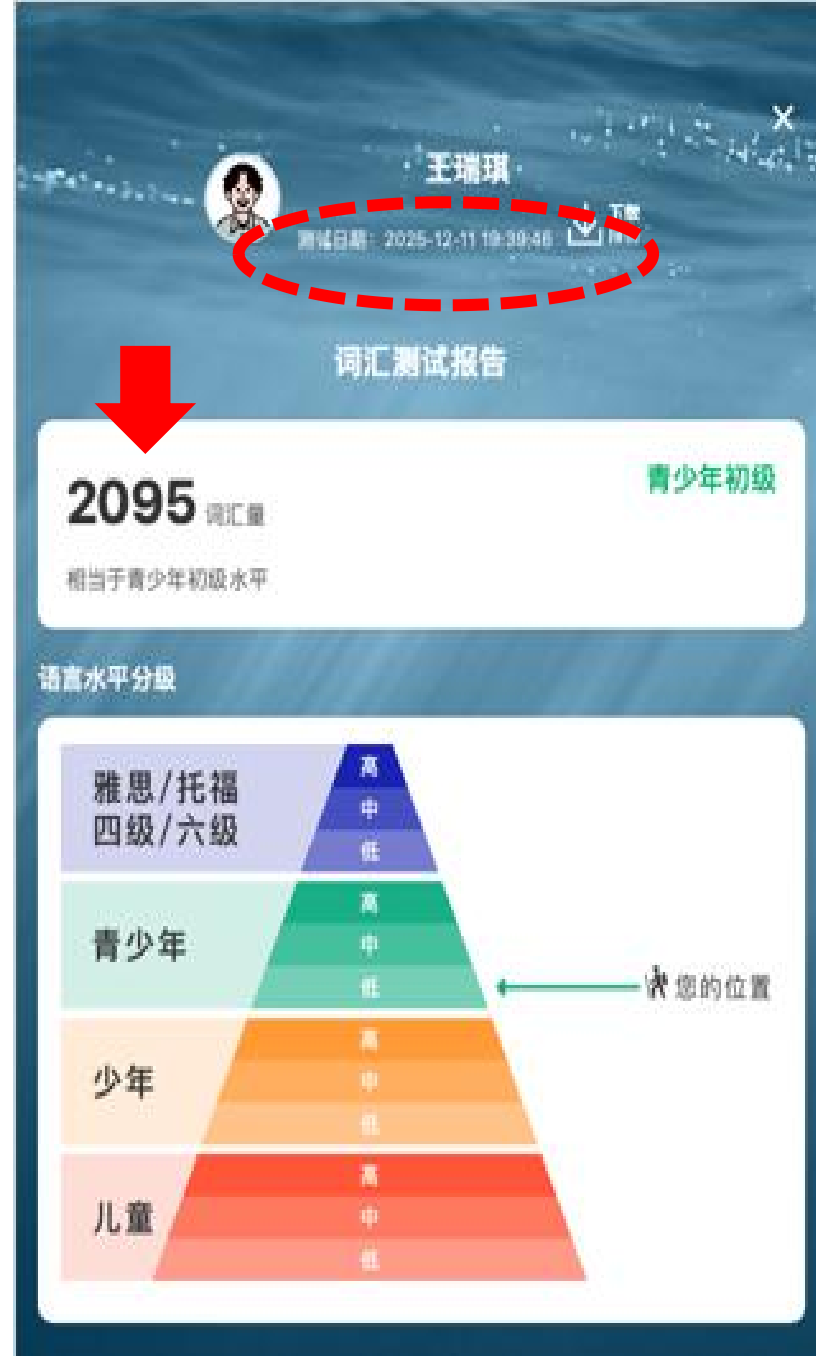 X
王瑞琪
测试日期: 2025-12-11 19:39:46
下载
词汇测试报告
2095 词汇量
青少年初级
相当于青少年初级水平
语言水平分级
雅思/托福
四级/六级
高
中
低
青少年
高
中
低
您的位置
少年
高
中
低
儿童
高
中
低